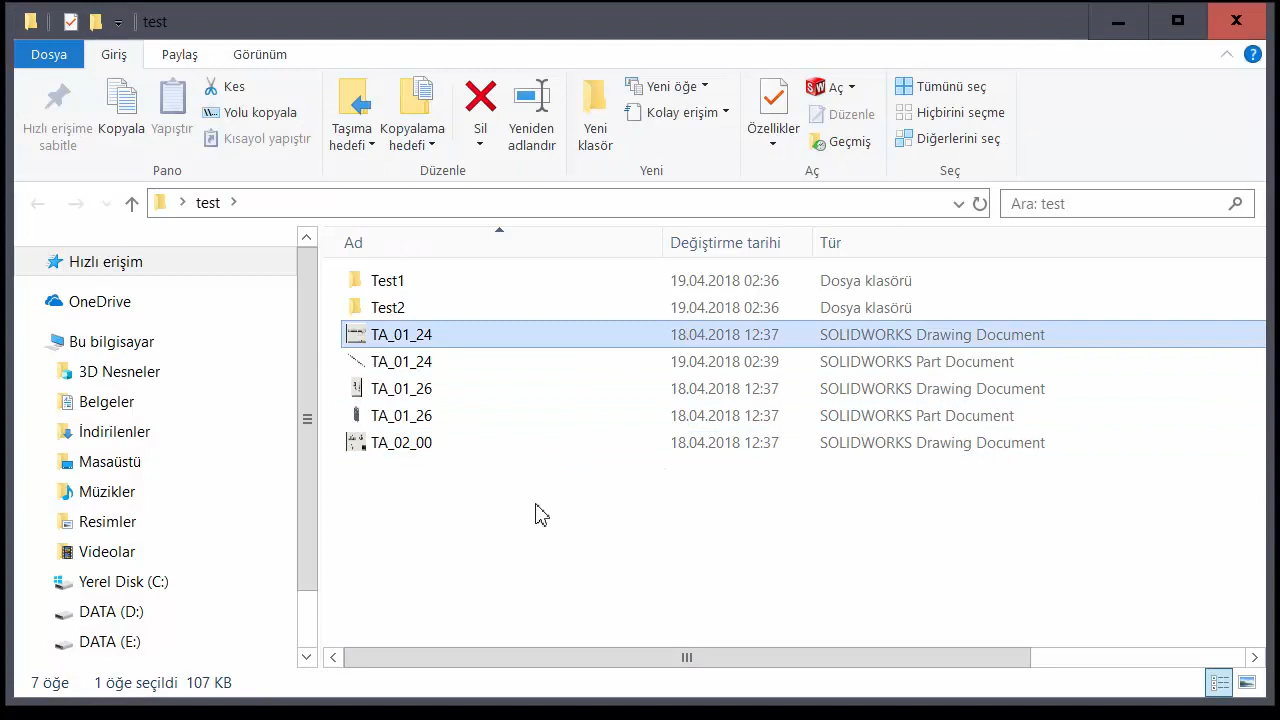 test
Dosya Giriş Paylaş Görünüm
Hızlı erişime sabitle
Kopyala
Yapıştır
Kes
Yolu kopyala
Kısayol yapıştır
Pano
Taşıma hedefi
Kopyalama hedefi
Sil
Yeniden adlandır
Düzenle
Yeni klasör
Yeni öğe
Kolay erişim
Yeni
Özellikler
Aç
Düzenle
Geçmiş
Aç
Tümünü seç
Hiçbirini seçme
Diğerlerini seç
Seç
test
Ara: test
Hızlı erişim
OneDrive
Bu bilgisayar
3D Nesneler
Belgeler
İndirilenler
Masaüstü
Müzikler
Resimler
Videolar
Yerel Disk (C:)
DATA (D:)
DATA (E:)
Ad Değiştirme tarihi Tür
Test1 19.04.2018 02:36 Dosya klasörü
Test2 19.04.2018 02:36 Dosya klasörü
TA_01_24 18.04.2018 12:37 SOLIDWORKS Drawing Document
TA_01_24 19.04.2018 02:39 SOLIDWORKS Part Document
TA_01_26 18.04.2018 12:37 SOLIDWORKS Drawing Document
TA_01_26 18.04.2018 12:37 SOLIDWORKS Part Document
TA_02_00 18.04.2018 12:37 SOLIDWORKS Drawing Document
7 öğe 1 öğe seçildi 107 KB